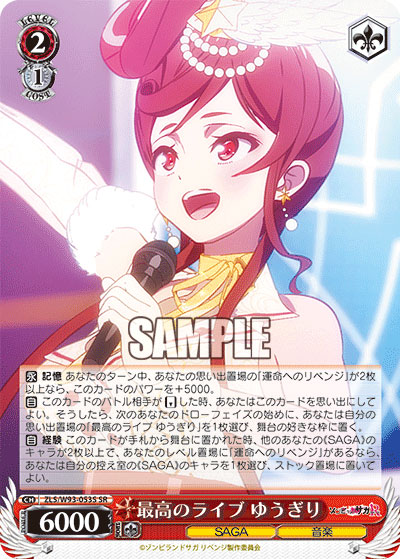 LEVEL
2
1
COST
SAMPLE
永 記憶 あなたのターン中、あなたの思い出置場の「運命へのリベンジ」が2枚
以上なら、このカードのパワーを+5000。
自 このカードのバトル相手が した時、あなたはこのカードを思い出にし
てよい。そうしたら、次のあなたのドローフェイズの始めに、あなたは自分の
思い出置場の「最高のライブ ゆうぎり」を1枚選び、舞台の好きな枠に置く。
自 経験 このカードが手札から舞台に置かれた時、他のあなたの《SAGA》の
キャラが2枚以上で、あなたのレベル置場に「運命へのリベンジ」があるな
ら、あなたは自分の控え室の《SAGA》のキャラを1枚選び、ストック置場に置い
てよい。
CH ZLS/W93-053S SR
6000
最高のライブ ゆうぎり
SAGA
音楽
©ゾンビランドサガ リベンジ製作委員会